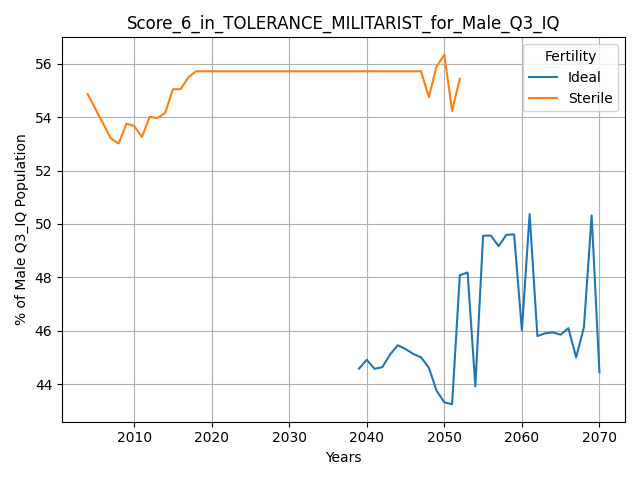 Score_6_in_TOLERANCE_MILITARIST_for_Male_Q3_IQ
Fertility
Ideal
Sterile
% of Male Q3_IQ Population
56
54
52
50
48
46
44
2010
2020
2030
2040
2050
2060
2070
Years